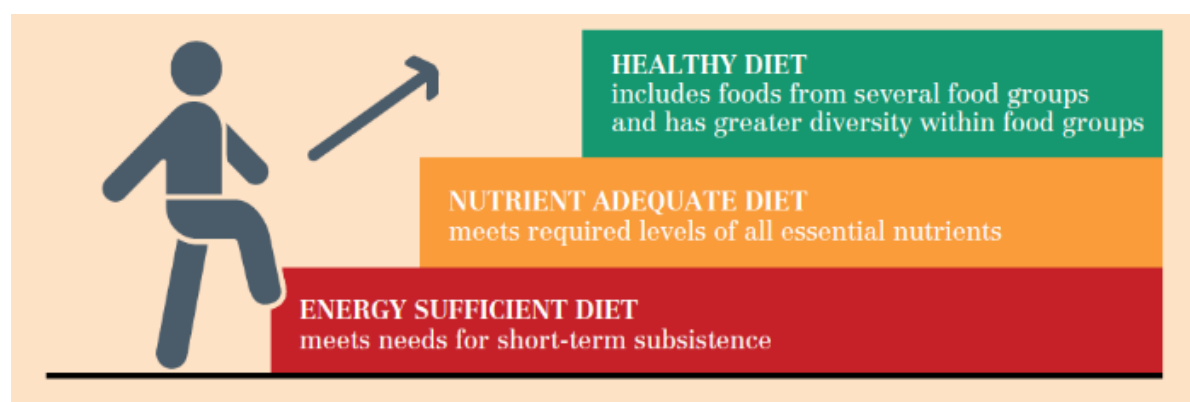 HEALTHY DIET
includes foods from several food groups
and has greater diversity within food groups
NUTRIENT ADEQUATE DIET
meets required levels of all essential nutrients
ENERGY SUFFICIENT DIET
meets needs for short-term subsistence